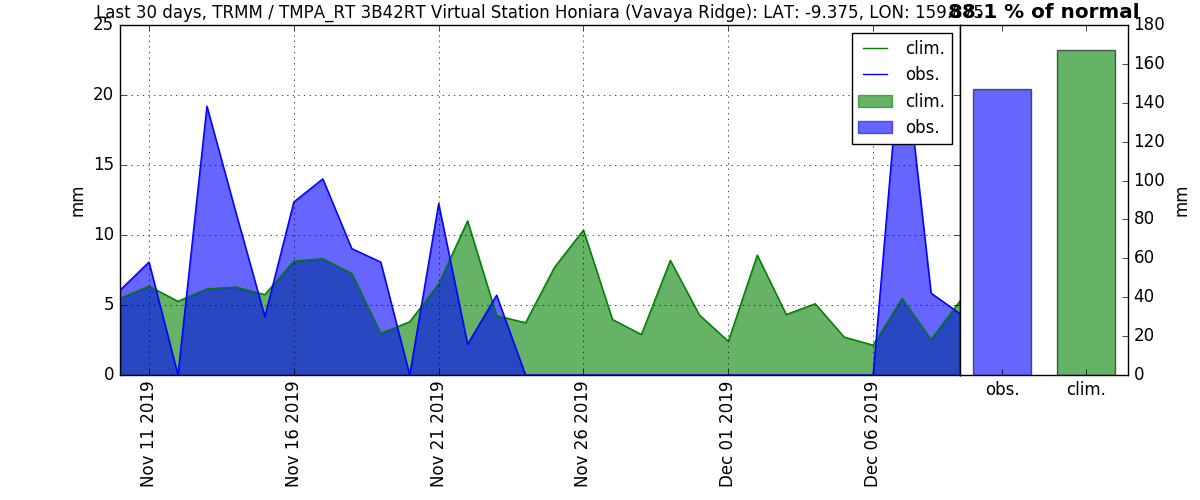 Last 30 days, TRMM / TMPA_RT 3B42RT Virtual Station Honiara (Vavaya Ridge): LAT: -9.375, LON:
88.1 % of normal
25
20
15
10
5
0
mm
clim.
obs.
clim.
obs.
180
160
140
120
100
80
60
40
20
0
mm
Nov 11 2019
Nov 16 2019
Nov 21 2019
Nov 26 2019
Dec 01 2019
Dec 06 2019
obs.
clim.